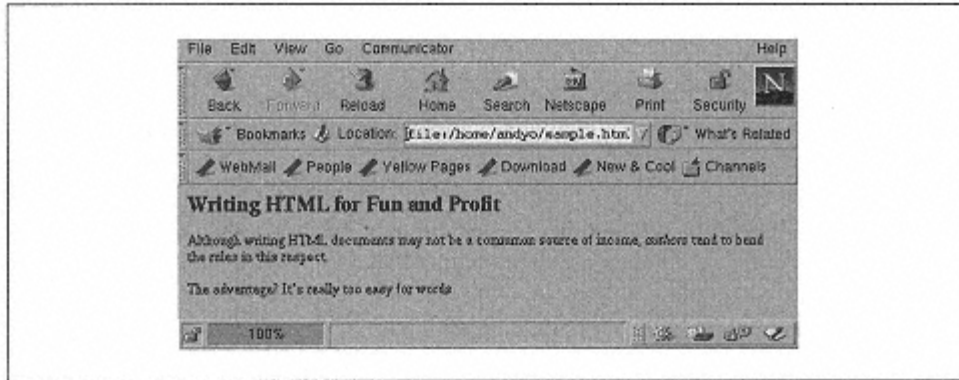 File Edit View Go Communicator Help
N
Back Forward Reload Home Search Netscape Print Security
Bookmarks Location: file:/home/andyo/sample.htm What's Related
WebMail People Yellow Pages Download New & Cool Channels
Writing HTML for Fun and Profit
Although writing HTML documents may not be a common source of income, authors tend to bend
the rules in this respect.
The advantage? It's really too easy for words
100%